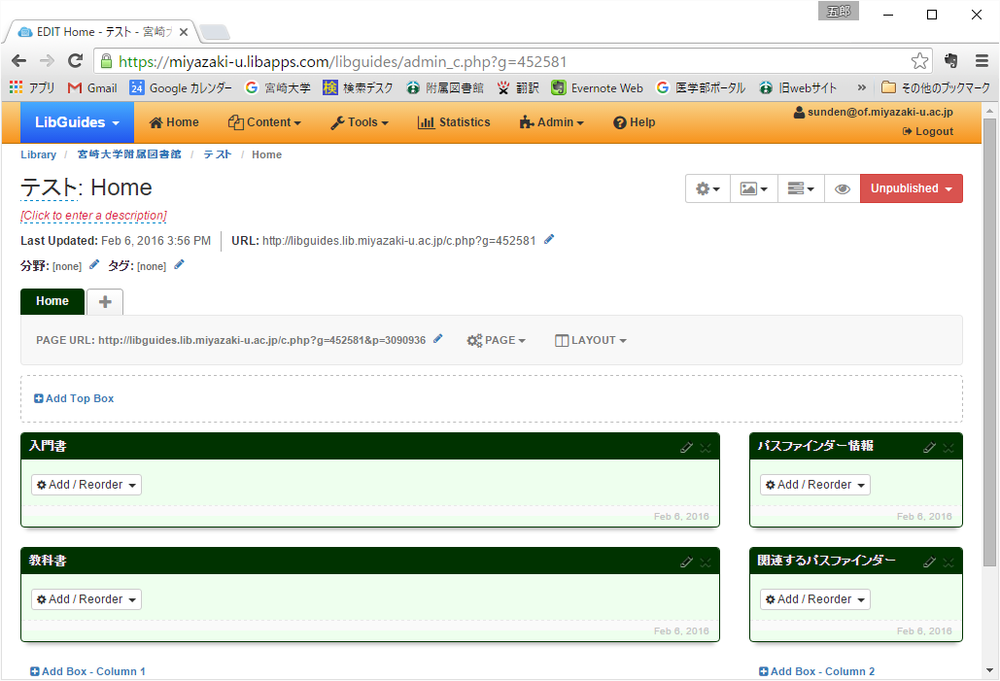 五郎
EDIT Home - テスト - 宮崎
https://miyazaki-u.libapps.com/libguides/admin_c.php?g=452581
アプリ Gmail 24 Google カレンダー 宮崎大学 検 検索デスク 附属図書館 翻訳 Evernote Web 医学部ポータル 旧webサイト » その他のブックマーク
LibGuides Home Content Tools Statistics Admin Help sunden@of.miyazaki-u.ac.jp
Logout
Library / 宮崎大学附属図書館 / テスト / Home
テスト: Home
Unpublished
[Click to enter a description]
Last Updated: Feb 6, 2016 3:56 PM URL: http://libguides.lib.miyazaki-u.ac.jp/c.php?g=452581
分野: [none] タグ: [none]
Home
PAGE URL: http://libguides.lib.miyazaki-u.ac.jp/c.php?g=452581&p=3090936 PAGE LAYOUT
Add Top Box
入門書 パスファインダー情報
Add / Reorder Add / Reorder
Feb 6, 2016 Feb 6, 2016
教科書 関連するパスファインダー
Add / Reorder Add / Reorder
Feb 6, 2016 Feb 6, 2016
Add Box - Column 1 Add Box - Column 2